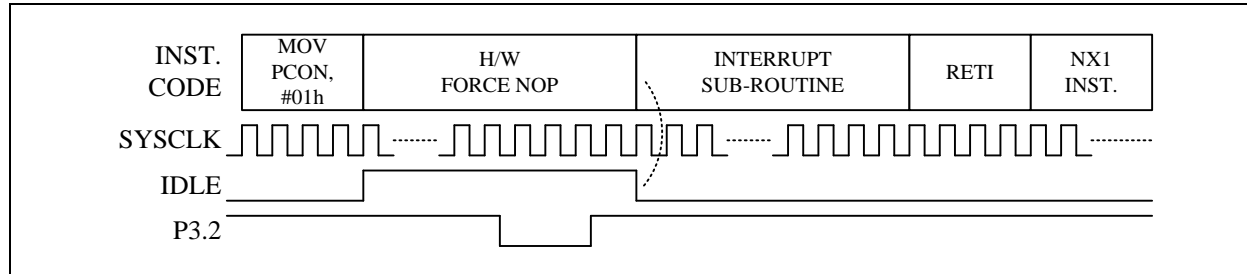 INST.
CODE
MOV
PCON,
#01h
H/W
FORCE NOP
INTERRUPT
SUB-ROUTINE
RETI
NX1
INST.
SYSCLK
IDLE
P3.2